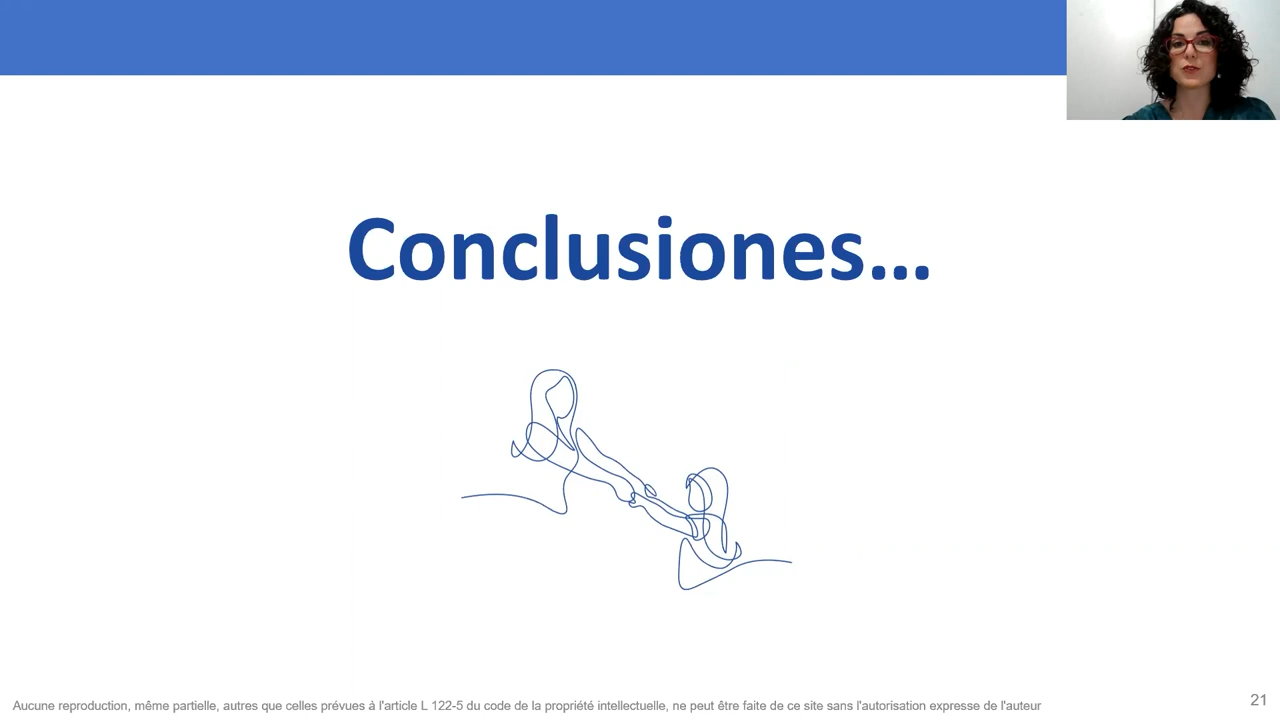 Conclusiones...
Aucune reproduction, même partielle, autres que celles prévues à l'article L 122-5 du code de la propriété intellectuelle, ne peut être faite de ce site sans l'autorisation expresse de l'auteur
21